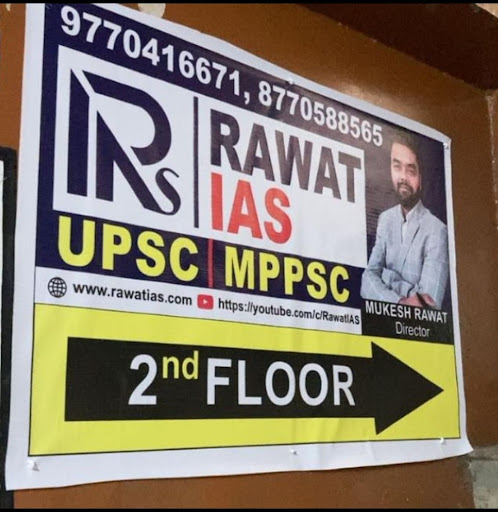 9770416671, 8770588565
RS
RAWAT
IAS
UPSC | MPPSC
www.rawatias.com https://youtube.com/c/RawatIAS
MUKESH RAWAT
Director
2nd FLOOR